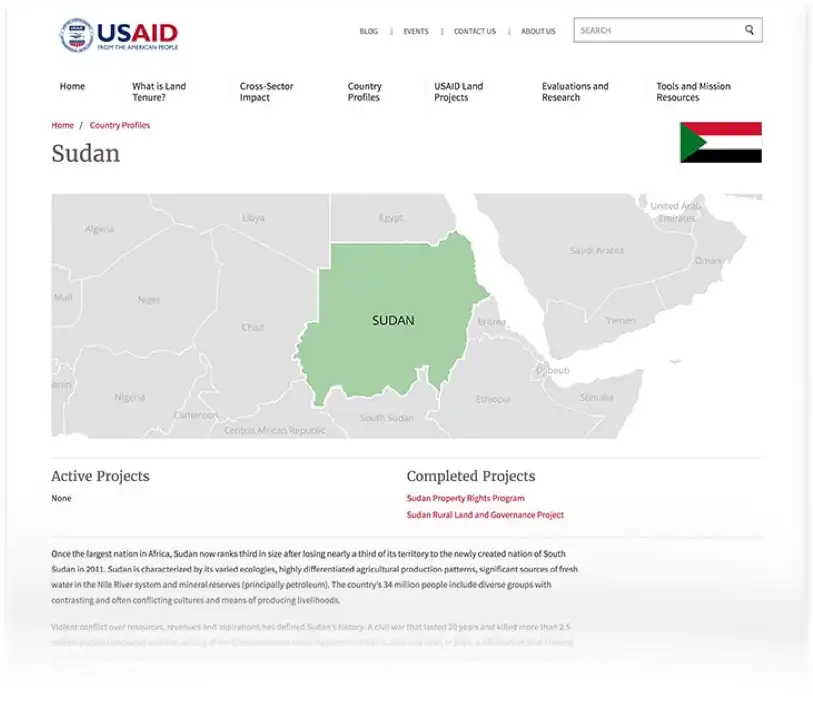 USAID
FROM THE AMERICAN PEOPLE
BLOG | EVENTS | CONTACT US | ABOUT US
SEARCH
Home
What is Land
Tenure?
Cross-Sector
Impact
Country
Profiles
USAID Land
Projects
Evaluations and
Research
Tools and Mission
Resources
Home / Country Profiles
Sudan
Algeria
Libya
Egypt
United Arab
Emirates
Saudi Arabia
Oman
Mali
Niger
Chad
SUDAN
Eritrea
Yemen
Djibouti
Nigeria
Cameroon
Central African Republic
South Sudan
Ethiopia
Somalia
Active Projects
None
Completed Projects
Sudan Property Rights Program
Sudan Rural Land and Governance Project
Once the largest nation in Africa, Sudan now ranks third in size after losing nearly a third of its territory to the newly created nation of South
Sudan in 2011. Sudan is characterized by its varied ecologies, highly differentiated agricultural production patterns, significant sources of fresh
water in the Nile River system and mineral reserves (principally petroleum). The country's 34 million people include diverse groups with
contrasting and often conflicting cultures and means of producing livelihoods.
Violent conflict over resources, revenues and aspirations has defined Sudan's history. A civil war that lasted 20 years and killed more than 2.5